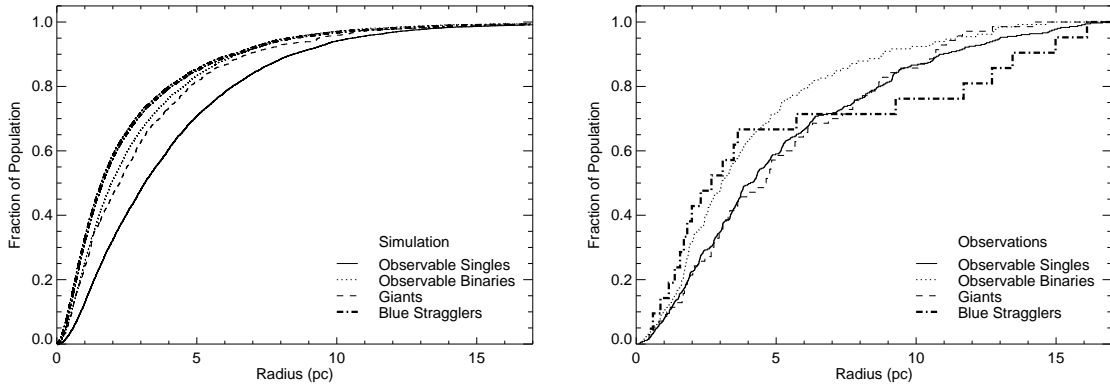 1.0
0.8
0.6
0.4
0.2
0.0
Fraction of Population
Simulation
Observable Singles
Observable Binaries
Giants
Blue Stragglers
0 5 10 15
Radius (pc)
1.0
0.8
0.6
0.4
0.2
0.0
Fraction of Population
Observations
Observable Singles
Observable Binaries
Giants
Blue Stragglers
0 5 10 15
Radius (pc)